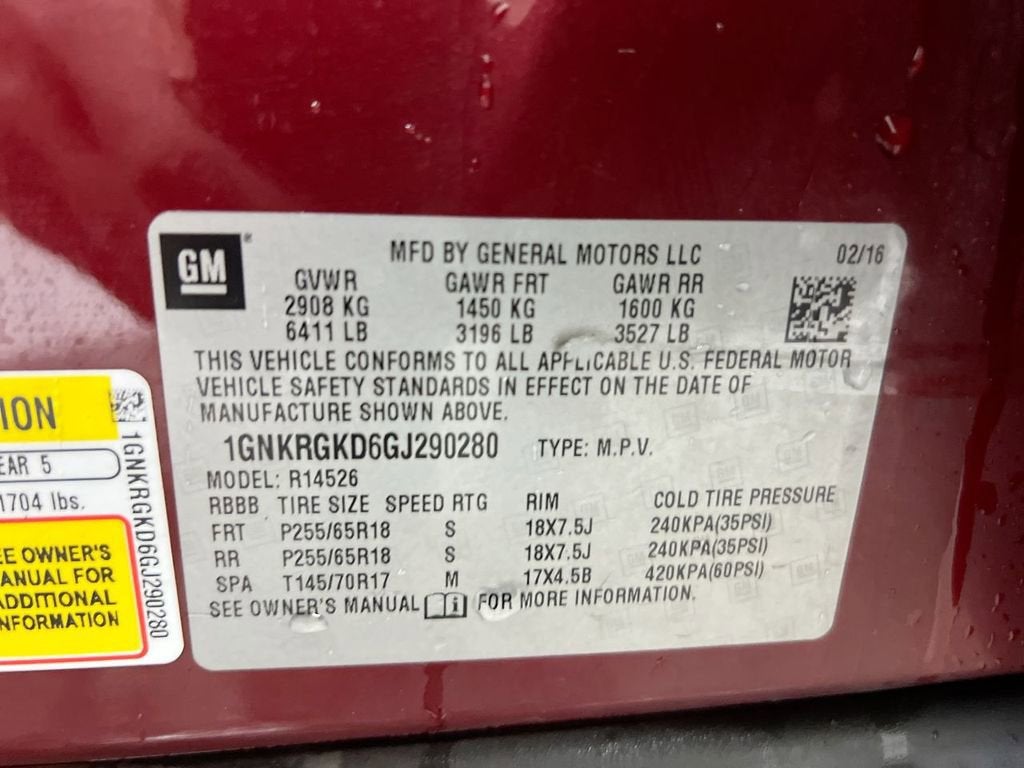 GM
MFD BY GENERAL MOTORS LLC 02/16
GVWR GAWR FRT GAWR RR
2908 KG 1450 KG 1600 KG
6411 LB 3196 LB 3527 LB
THIS VEHICLE CONFORMS TO ALL APPLICABLE U.S. FEDERAL MOTOR
VEHICLE SAFETY STANDARDS IN EFFECT ON THE DATE OF
MANUFACTURE SHOWN ABOVE.
1GNKRGKD6GJ290280 TYPE: M.P.V.
MODEL: R14526
RBBB TIRE SIZE SPEED RTG RIM COLD TIRE PRESSURE
FRT P255/65R18 S 18X7.5J 240KPA(35PSI)
RR P255/65R18 S 18X7.5J 240KPA(35PSI)
SPA T145/70R17 M 17X4.5B 420KPA(60PSI)
SEE OWNER'S MANUAL i FOR MORE INFORMATION.
ION
EAR 5
1704 lbs.
EE OWNER'S
ANUAL FOR
ADDITIONAL
NFORMATION
1GNKRGKD6GJ290280